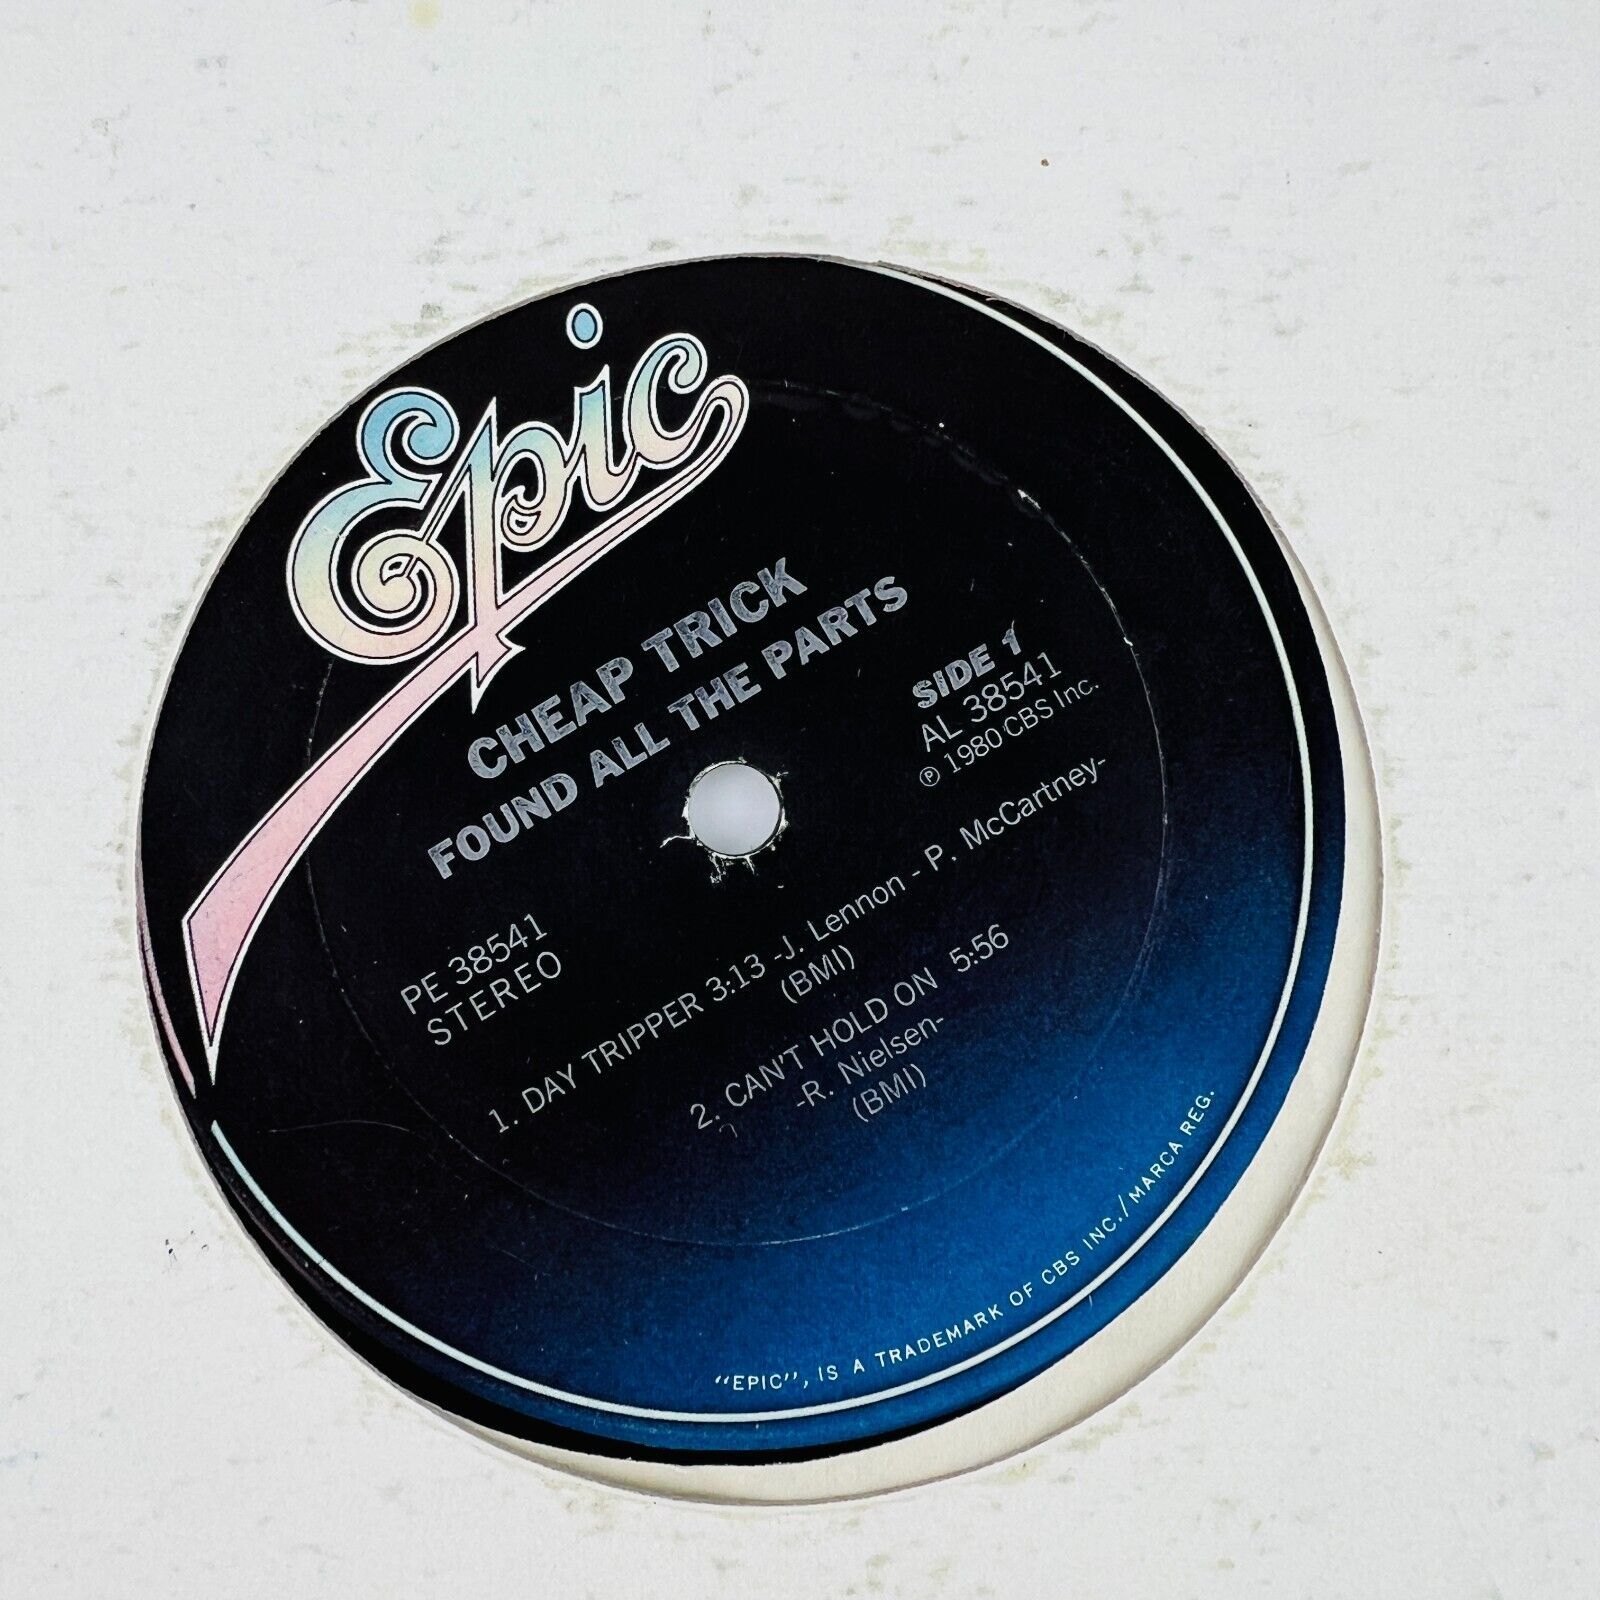 Epic
CHEAP TRICK
FOUND ALL THE PARTS
SIDE 1
AL 38541
℗ 1980 CBS Inc.
PE 38541
STEREO
1. DAY TRIPPER 3:13 -J. Lennon - P. McCartney-
(BMI)
2. CAN'T HOLD ON 5:56
-R. Nielsen-
(BMI)
"EPIC", IS A TRADEMARK OF CBS INC./MARCA REG.